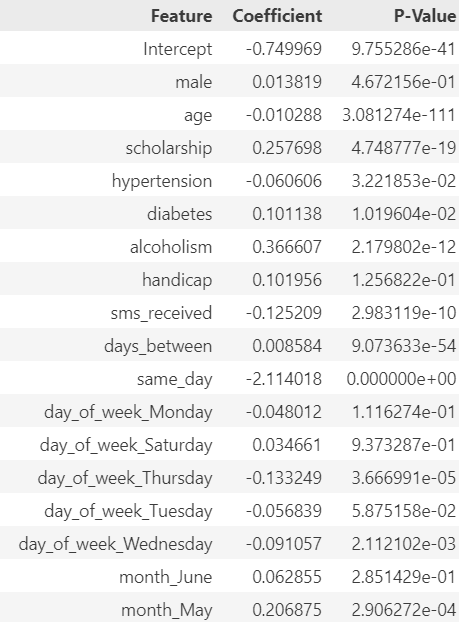 Feature Coefficient P-Value
Intercept -0.749969 9.755286e-41
male 0.013819 4.672156e-01
age -0.010288 3.081274e-111
scholarship 0.257698 4.748777e-19
hypertension -0.060606 3.221853e-02
diabetes 0.101138 1.019604e-02
alcoholism 0.366607 2.179802e-12
handicap 0.101956 1.256822e-01
sms_received -0.125209 2.983119e-10
days_between 0.008584 9.073633e-54
same_day -2.114018 0.000000e+00
day_of_week_Monday -0.048012 1.116274e-01
day_of_week_Saturday 0.034661 9.373287e-01
day_of_week_Thursday -0.133249 3.666991e-05
day_of_week_Tuesday -0.056839 5.875158e-02
day_of_week_Wednesday -0.091057 2.112102e-03
month_June 0.062855 2.851429e-01
month_May 0.206875 2.906272e-04